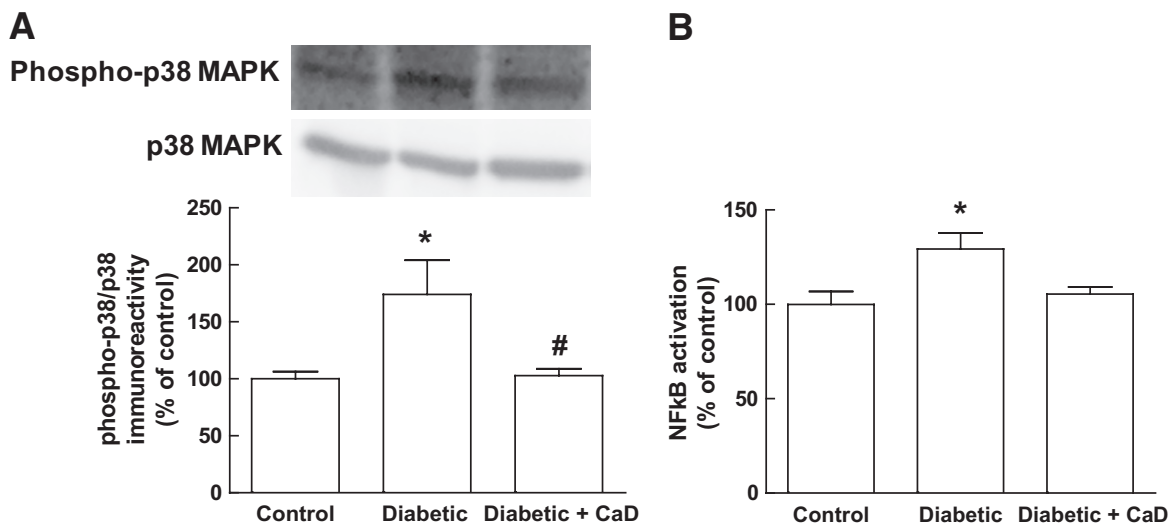 A
Phospho-p38 MAPK
p38 MAPK
phospho-p38/p38
immunoreactivity
(% of control)
250
200
150
100
50
0
*
#
Control Diabetic Diabetic + CaD
B
NFkB activation
(% of control)
150
100
50
0
*
Control Diabetic Diabetic + CaD